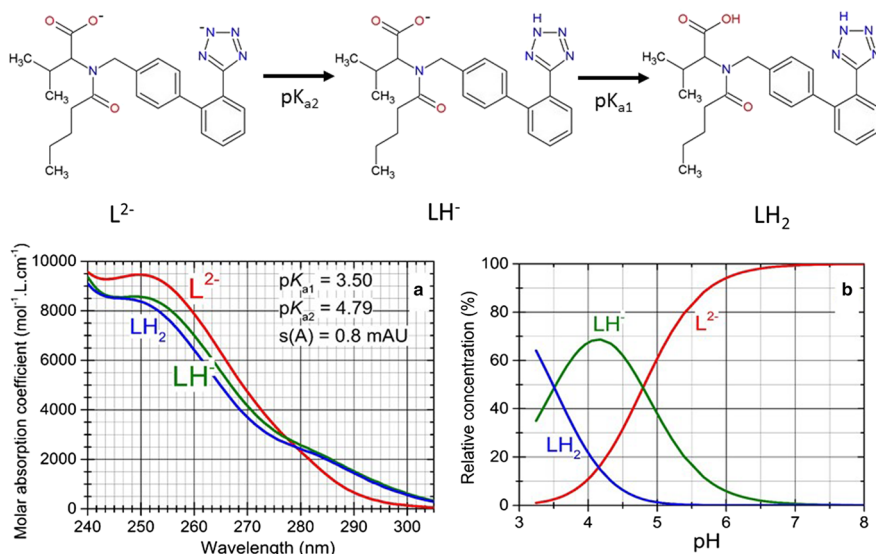 O O⁻ N⁻ N H₃C N N N CH₃ O CH₃
O O⁻ H N N H₃C N N N CH₃ O CH₃
O OH H N N H₃C N N N CH₃ O CH₃
pKₐ₂
pKₐ₁
L²⁻
LH⁻
LH₂
Molar absorption coefficient (mol⁻¹.L.cm⁻¹)
10000
8000
6000
4000
2000
0
240 250 260 270 280 290 300
Wavelength (nm)
L²⁻
LH₂
LH⁻
pKₐ₁ = 3.50
pKₐ₂ = 4.79
s(A) = 0.8 mAU
a
Relative concentration (%)
100
80
60
40
20
0
3 4 5 6 7 8
pH
LH
L²⁻
LH₂
b